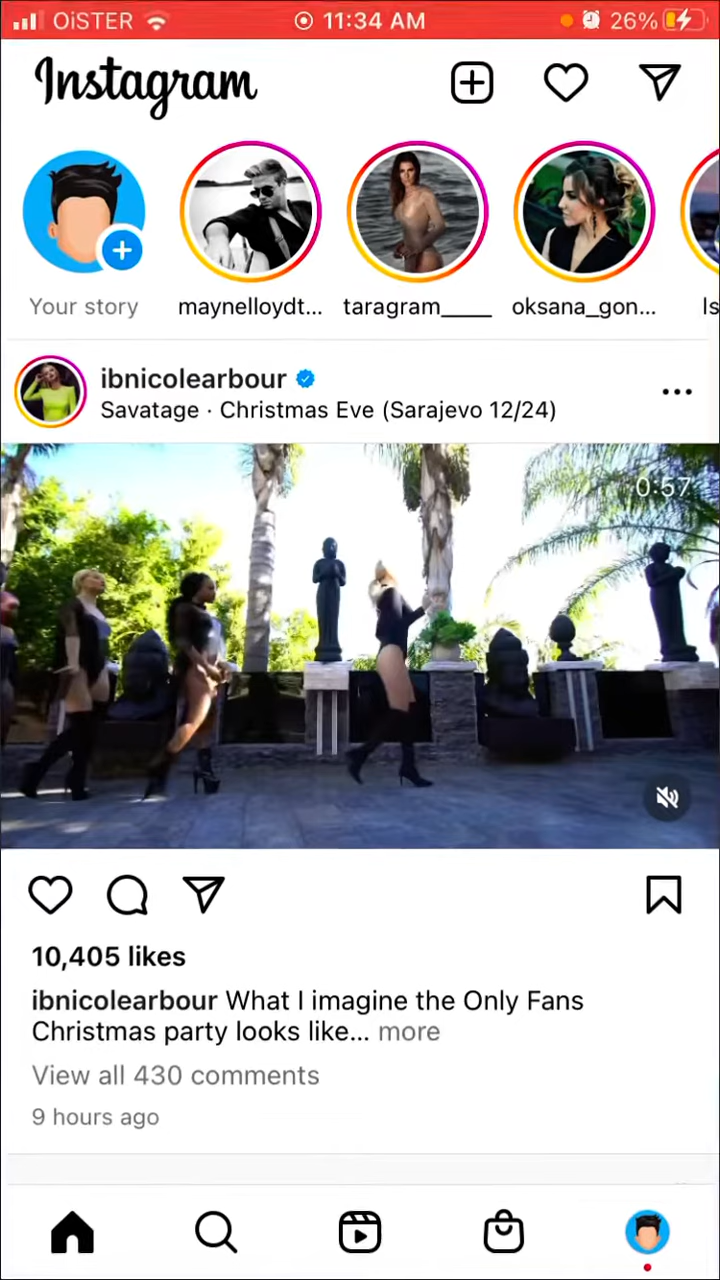 OiSTER 11:34 AM 26%
Instagram
Your story maynelloydt... taragram_____ oksana_gon... Is
ibnicolearbour
Savatage · Christmas Eve (Sarajevo 12/24)
0:57
10,405 likes
ibnicolearbour What I imagine the Only Fans
Christmas party looks like... more
View all 430 comments
9 hours ago